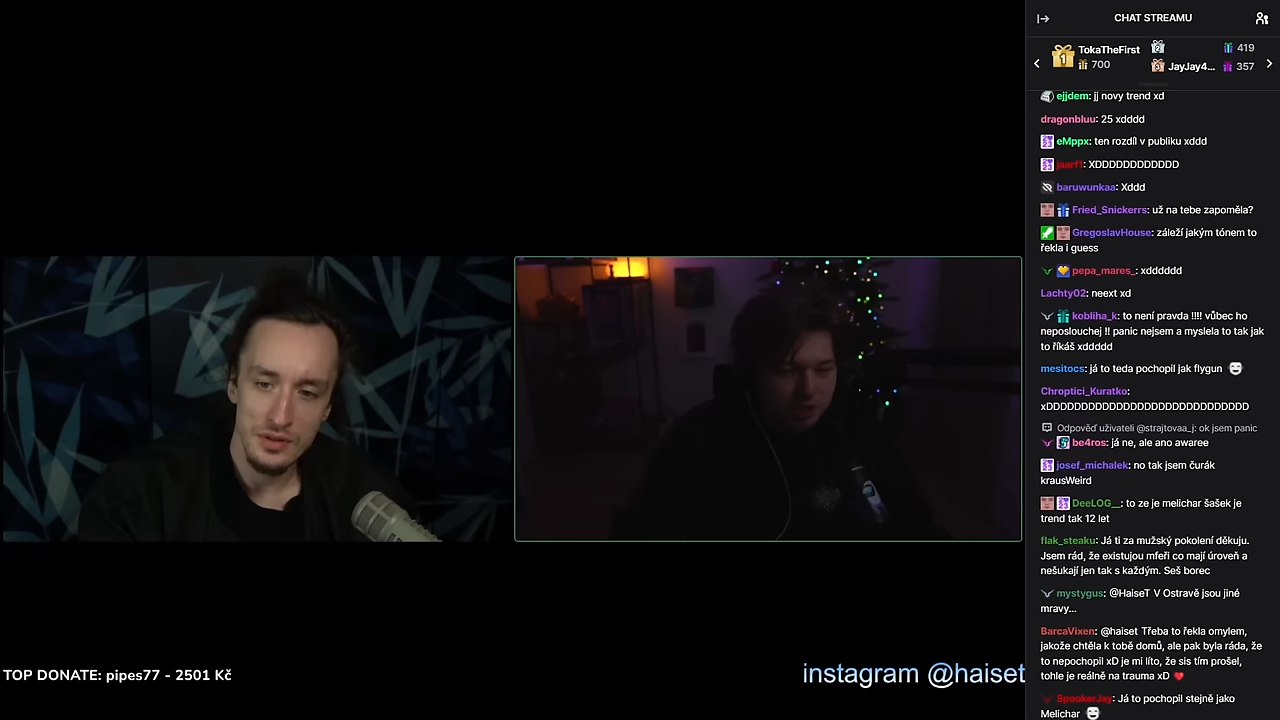 CHAT STREAMU
TokaTheFirst
700
2
419
3
JayJay4...
357
1
ejjdem: jj novy trend xd
dragonbluu: 25 xdddd
eMppx: ten rozdíl v publiku xddd
jaarf1: XDDDDDDDDDDDD
baruwunkaa: Xddd
Fried_Snickerrs: už na tebe zapoměla?
GregoslavHouse: záleží jakým tónem to
řekla i guess
pepa_mares_: xdddddd
Lachty02: neext xd
kobliha_k: to není pravda !!!! vůbec ho
neposlouchej !! panic nejsem a myslela to tak jak
to říkáš xddddd
mesitocs: já to teda pochopil jak flygun
Chroptici_Kuratko:
xDDDDDDDDDDDDDDDDDDDDDDDDDDDDD
Odpověď uživateli @strajtovaa_j: ok jsem panic
be4ros: já ne, ale ano awaree
josef_michalek: no tak jsem čurák
krausWeird
DeeLOG__: to ze je melichar šašek je
trend tak 12 let
flak_steaku: Já ti za mužský pokolení děkuju.
Jsem rád, že existujou mfeři co mají úroveň a
nešukají jen tak s každým. Seš borec
mystygus: @HaiseT V Ostravě jsou jiné
mravy...
BarcaVixen: @haiset Třeba to řekla omylem,
jakože chtěla k tobě domů, ale pak byla ráda, že
to nepochopil xD je mi líto, že sis tím prošel,
tohle je reálně na trauma xD
SpookerJay: Já to pochopil stejně jako
Melichar
TOP DONATE: pipes77 - 2501 Kč
instagram @haiset